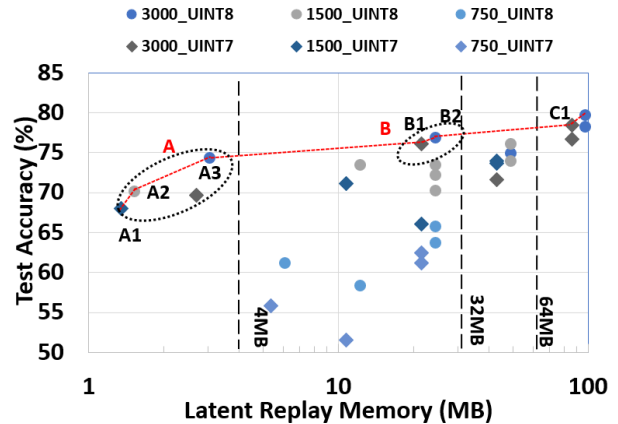 3000_UINT8 1500_UINT8 750_UINT8
3000_UINT7 1500_UINT7 750_UINT7
85
80
75
70
65
60
55
50
Test Accuracy (%)
A
A1
A2
A3
B
B1
B2
C1
4MB
32MB
64MB
1 10 100
Latent Replay Memory (MB)